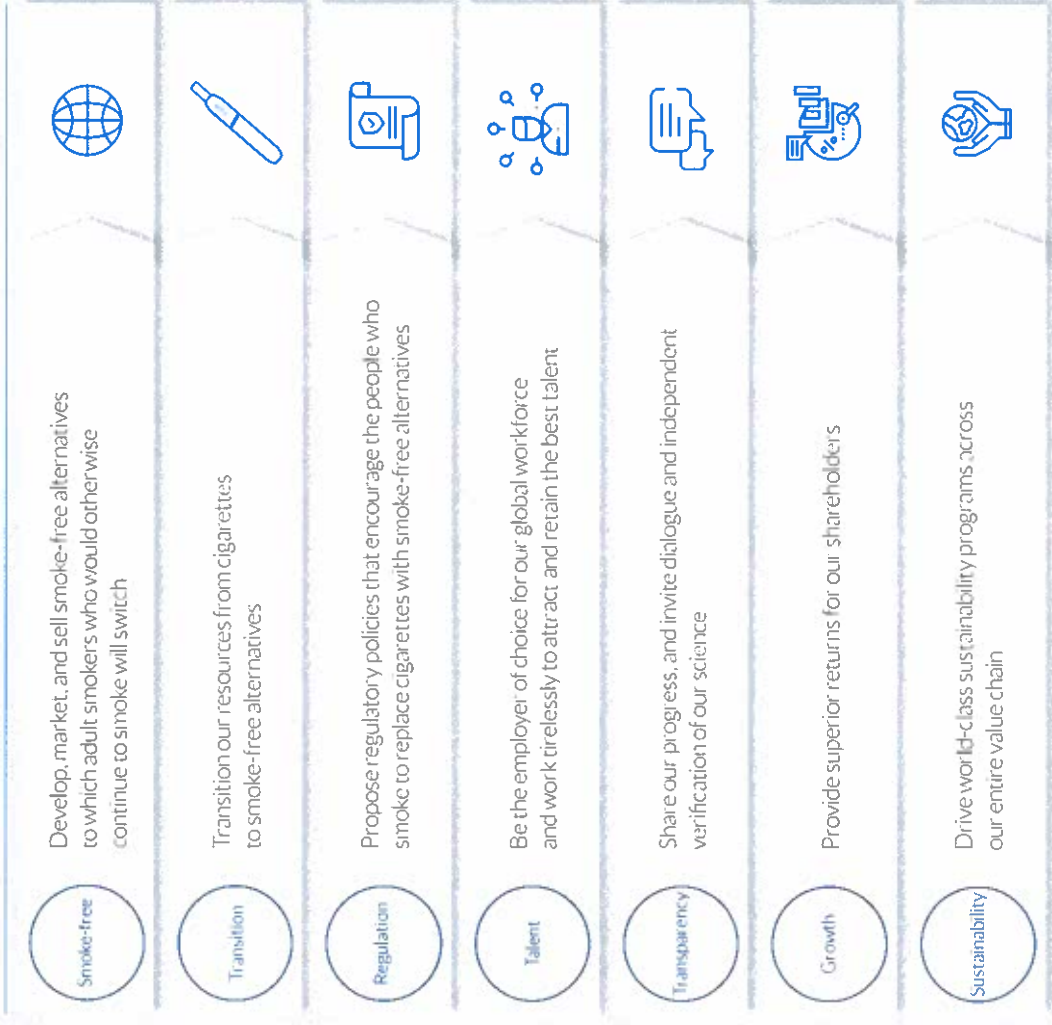 Smoke-free
Develop, market, and sell smoke-free alternatives
to which adult smokers who would otherwise
continue to smoke will switch
Transition
Transition our resources from cigarettes
to smoke-free alternatives
Regulation
Propose regulatory policies that encourage the people who
smoke to replace cigarettes with smoke-free alternatives
Talent
Be the employer of choice for our global workforce
and work tirelessly to attract and retain the best talent
Transparency
Share our progress, and invite dialogue and independent
verification of our science
Growth
Provide superior returns for our shareholders
Sustainability
Drive world-class sustainability programs across
our entire value chain